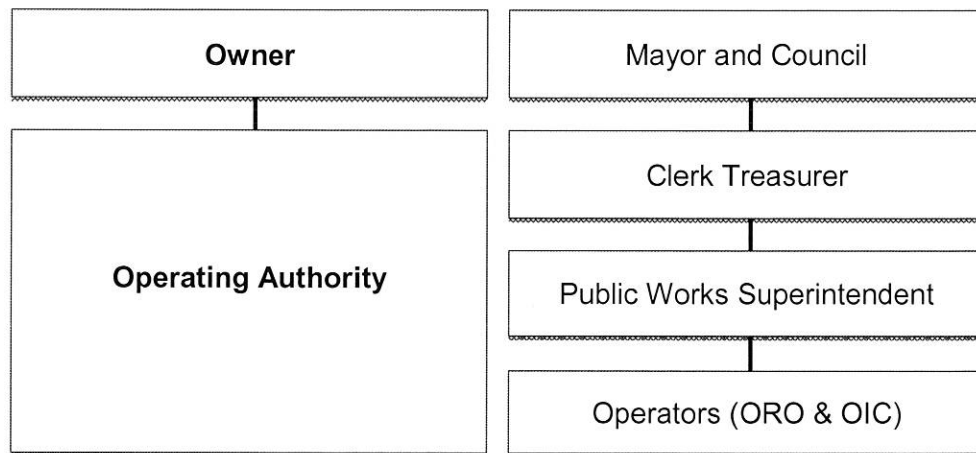 Owner
Mayor and Council
Operating Authority
Clerk Treasurer
Public Works Superintendent
Operators (ORO & OIC)